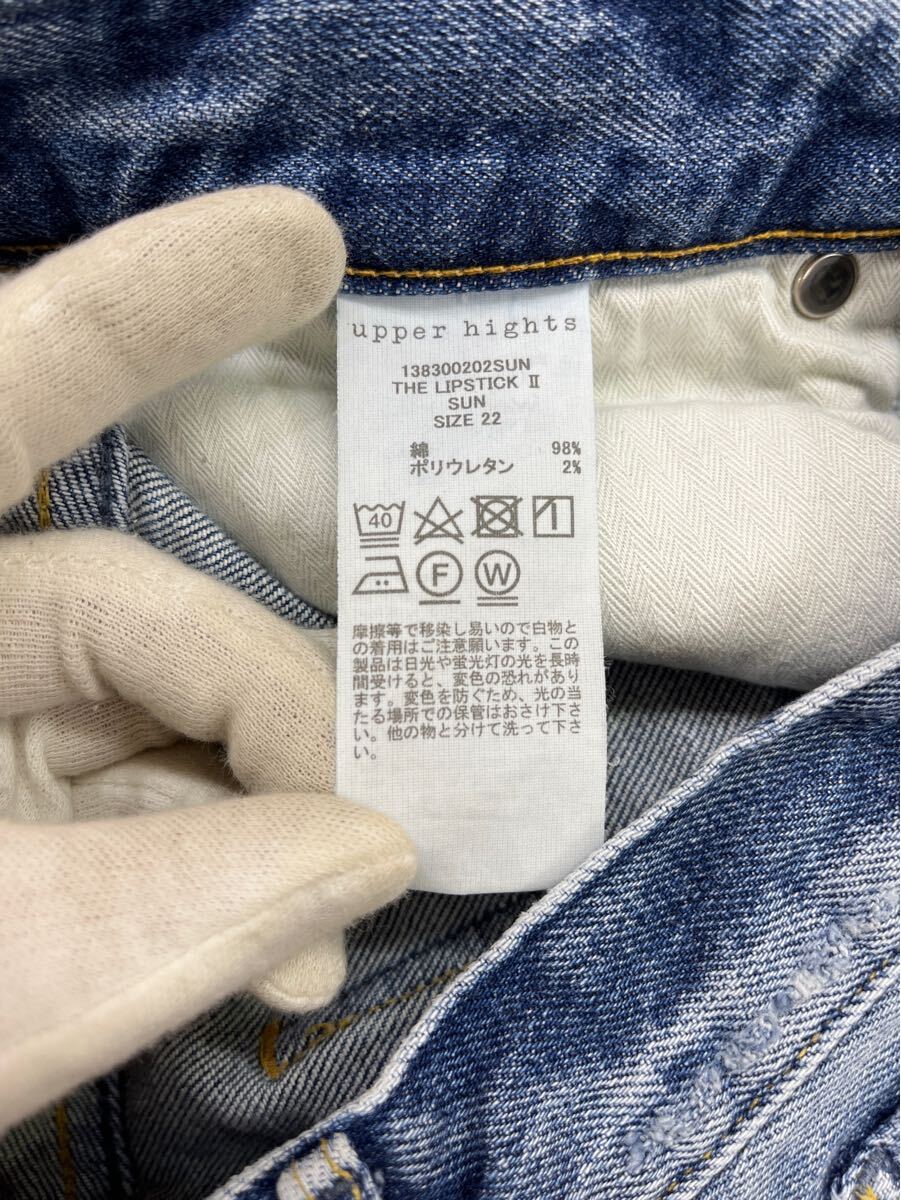 upper hights
138300202SUN
THE LIPSTICK Ⅱ
SUN
SIZE 22
綿 98%
ポリウレタン 2%
40
F W
摩擦等で移染し易いので白物と
の着用はご注意願います。この
製品は日光や蛍光灯の光を長時
間受けると、変色の恐れがあり
ます。変色を防ぐため、光の当
たる場所での保管はおさけ下さ
い。他の物と分けて洗って下さ
い。